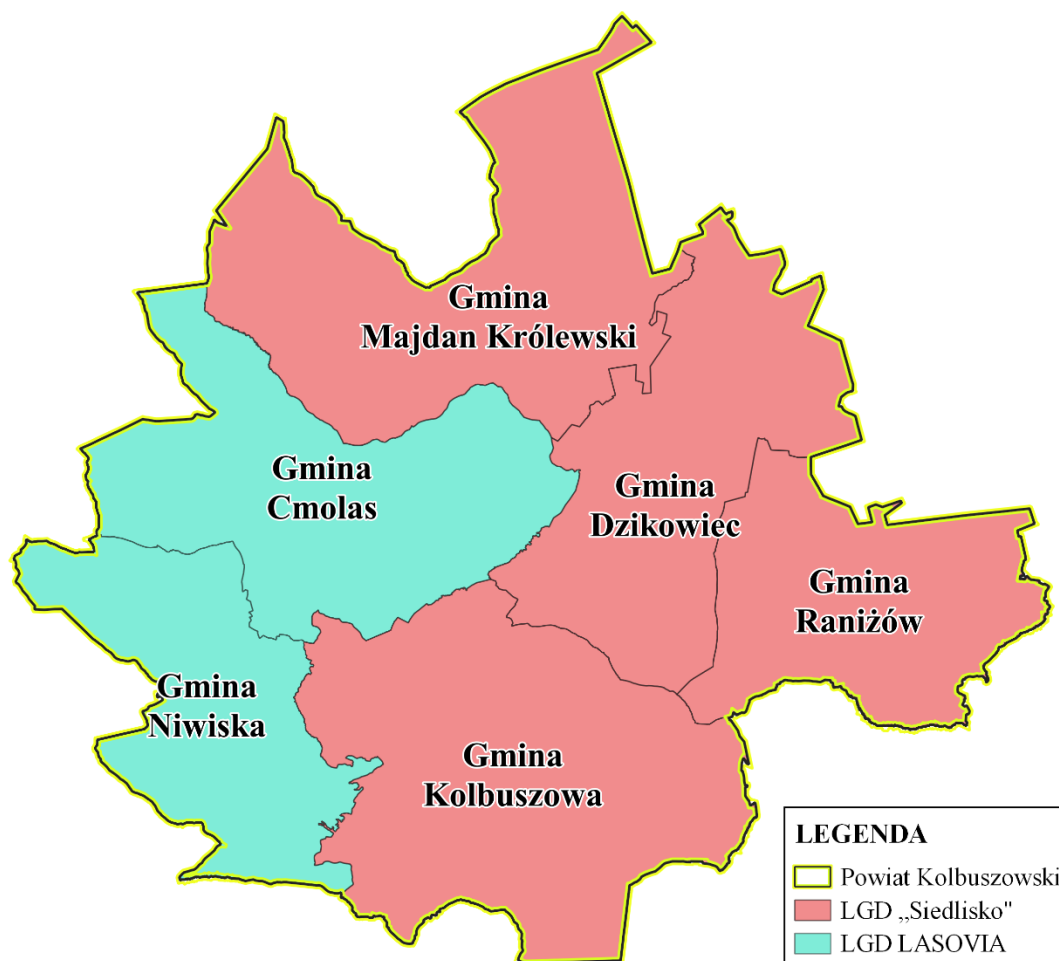 Gmina
Majdan Królewski
Gmina
Cmolas
Gmina
Dzikowiec
Gmina
Raniżów
Gmina
Niwiska
Gmina
Kolbuszowa
LEGENDA
Powiat Kolbuszowski
LGD „Siedlisko"
LGD LASOVIA